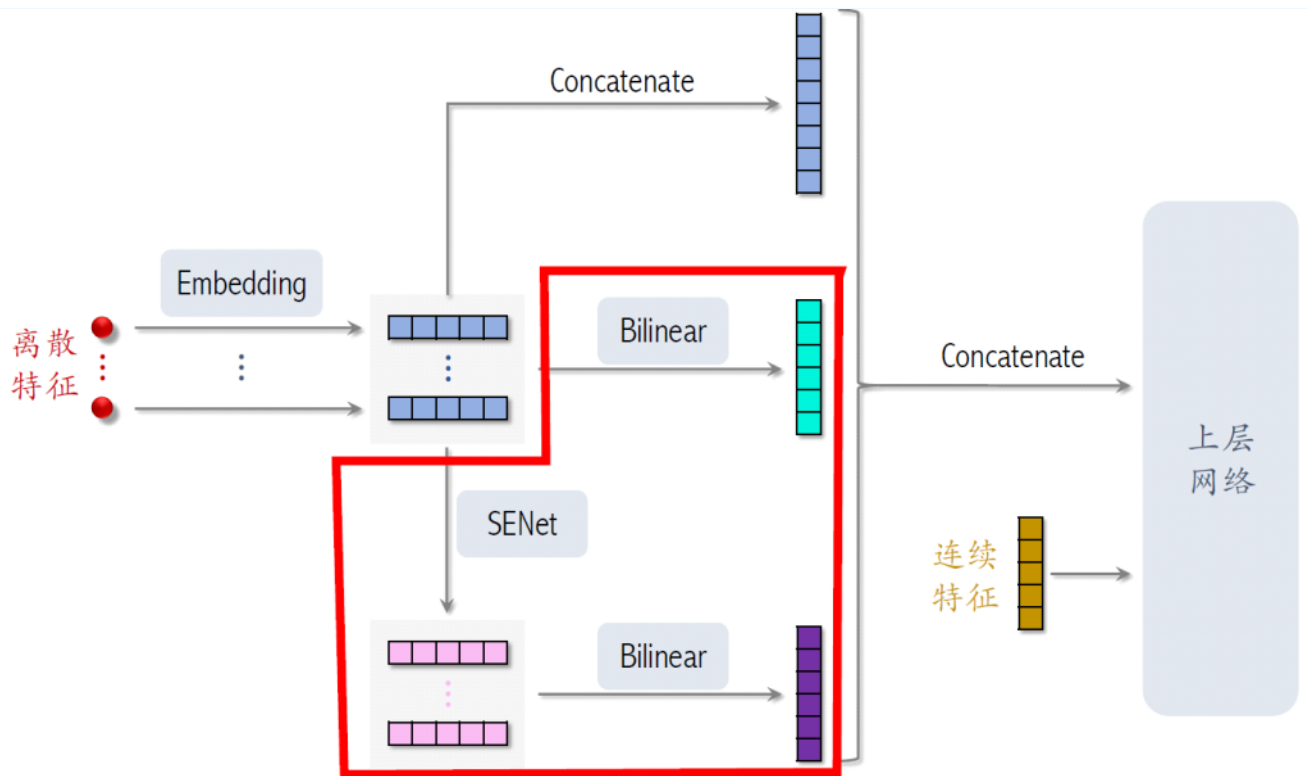 Concatenate
Embedding
离散
特征
Bilinear
Concatenate
上层
网络
SENet
连续
特征
Bilinear